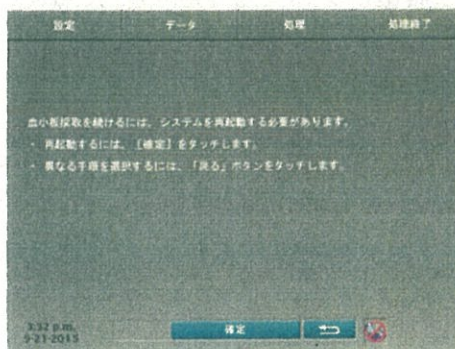 設定 データ 処理 処理終了
血小板採取を続けるには、システムを再起動する必要があります。
- 再起動するには、[確定] をタッチします。
- 異なる手順を選択するには、「戻る」ボタンをタッチします。
3:32 p.m.
9-21-2015
確定